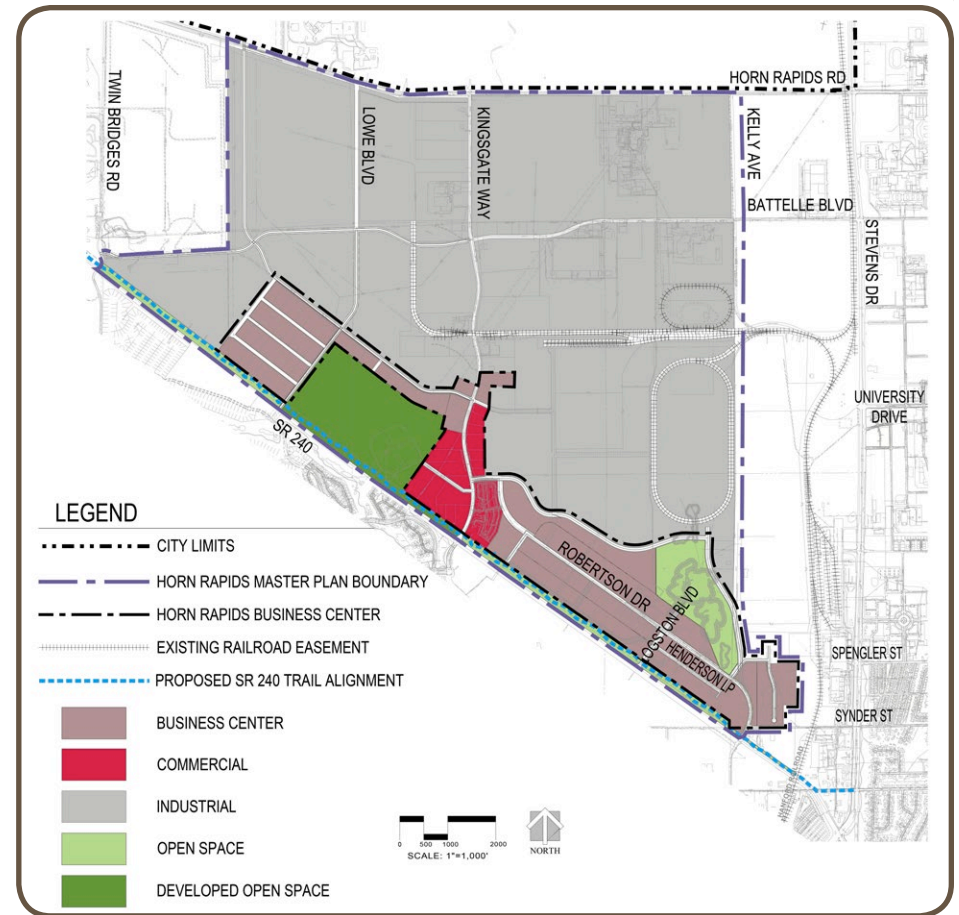 HORN RAPIDS RD
TWIN BRIDGES RD
LOWE BLVD
KINGSGATE WAY
KELLY AVE
BATTELLE BLVD
STEVENS DR
UNIVERSITY
DRIVE
SR 240
ROBERTSON DR
LOGSTON BLVD
HENDERSON LP
SPENGLER ST
SYNDER ST
LEGEND
CITY LIMITS
HORN RAPIDS MASTER PLAN BOUNDARY
HORN RAPIDS BUSINESS CENTER
EXISTING RAILROAD EASEMENT
PROPOSED SR 240 TRAIL ALIGNMENT
BUSINESS CENTER
COMMERCIAL
INDUSTRIAL
OPEN SPACE
DEVELOPED OPEN SPACE
0 500 1000 2000
SCALE: 1"=1,000'
NORTH